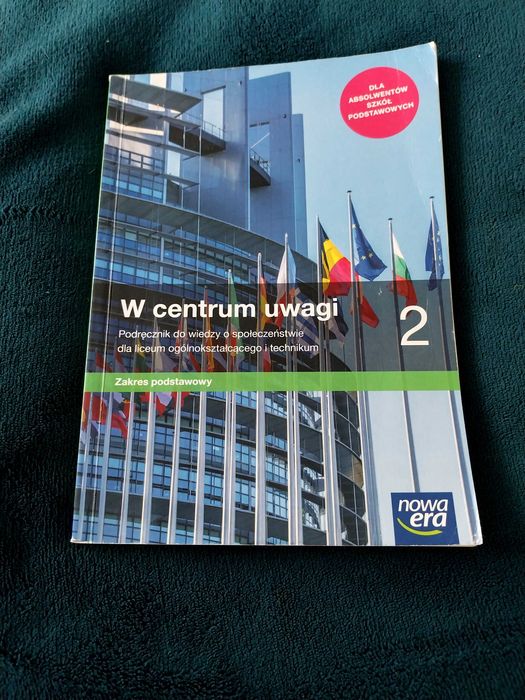 DLA
ABSOLWENTÓW
SZKÓŁ
PODSTAWOWYCH
W centrum uwagi
2
Podręcznik do wiedzy o społeczeństwie
dla liceum ogólnokształcącego i technikum
Zakres podstawowy
nowa
era